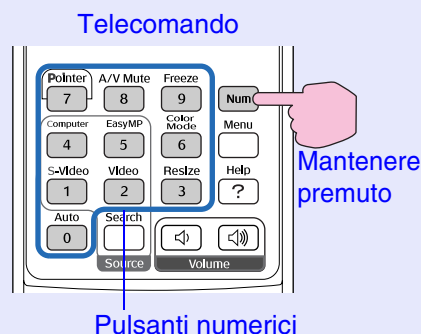 Telecomando
Pointer A/V Mute Freeze
7 8 9 Num
Computer EasyMP Color Mode Menu
4 5 6
S-Video Video Resize Help
1 2 3 ?
Mantenere
premuto
Auto Search
0
Source Volume
Pulsanti numerici